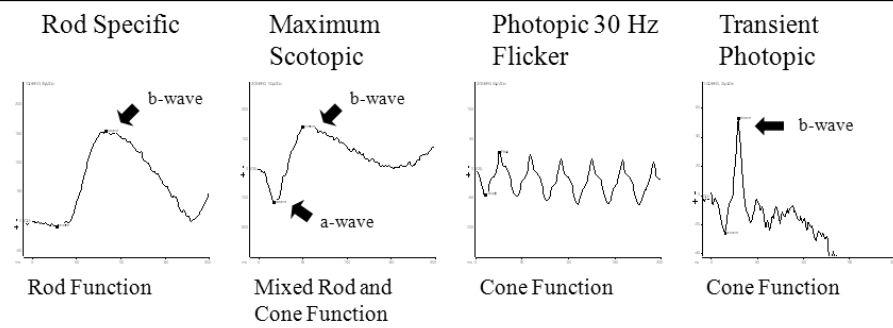 Rod Specific
Maximum
Scotopic
Photopic 30 Hz
Flicker
Transient
Photopic
b-wave
b-wave
a-wave
b-wave
Rod Function
Mixed Rod and
Cone Function
Cone Function
Cone Function